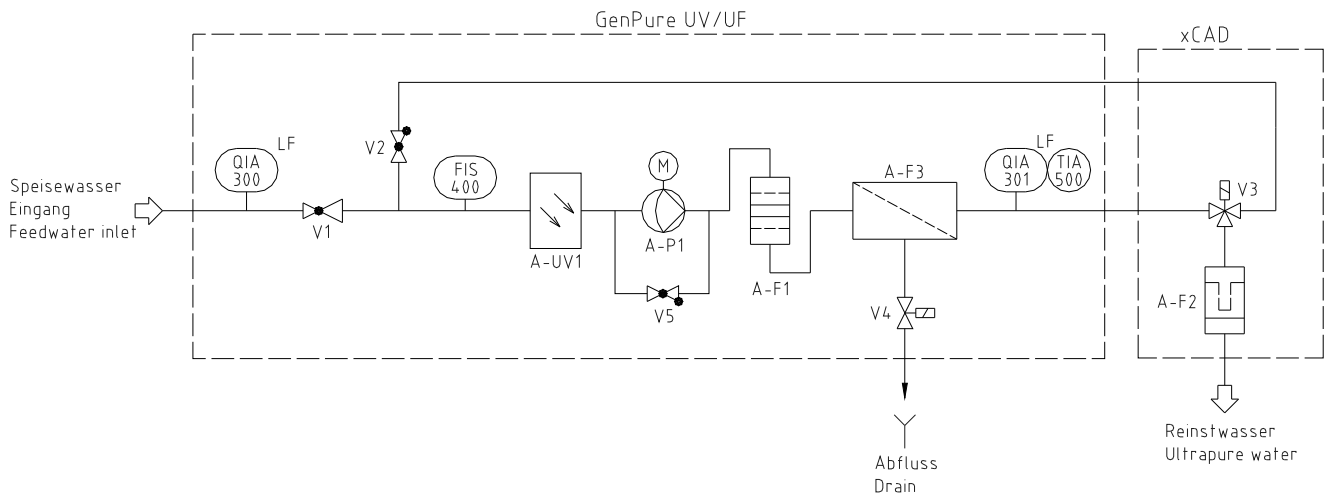 GenPure UV/UF
xCAD
LF
QIA
300
V2
FIS
400
M
A-F3
LF
QIA
301
TIA
500
V3
Speisewasser
Eingang
Feedwater inlet
V1
A-UV1
A-P1
V5
A-F1
V4
A-F2
Abfluss
Drain
Reinstwasser
Ultrapure water